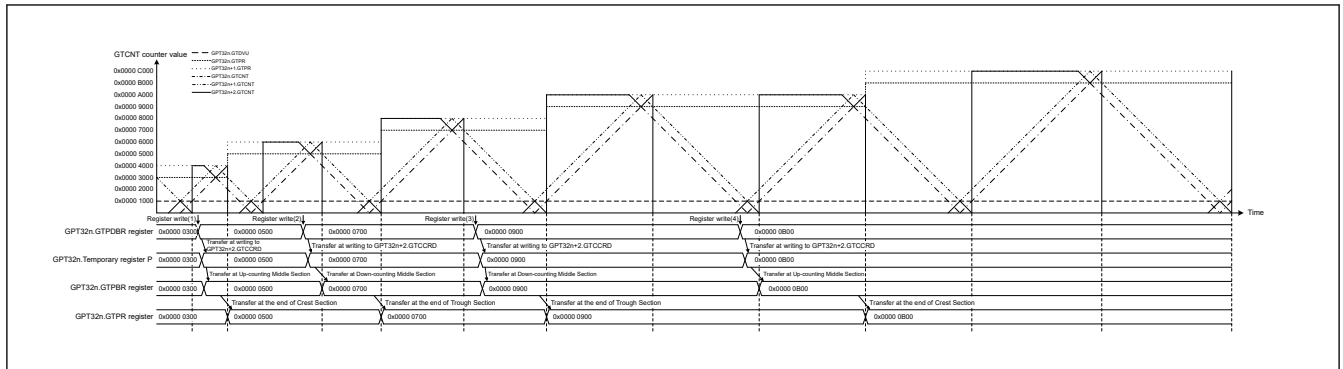 GTCNT counter value
GPT32n.GTDVU
GPT32n.GTPR
GPT32n+1.GTPR
GPT32n.GTCNT
GPT32n+1.GTCNT
GPT32n+2.GTCNT
0x0000 C000
0x0000 B000
0x0000 A000
0x0000 9000
0x0000 8000
0x0000 7000
0x0000 6000
0x0000 5000
0x0000 4000
0x0000 3000
0x0000 2000
0x0000 1000
Time
Register write(1) Register write(2) Register write(3) Register write(4)
GPT32n.GTPDBR register 0x0000 0300 0x0000 0500 0x0000 0700 0x0000 0900 0x0000 0B00
Transfer at writing to GPT32n+2.GTCCRD Transfer at writing to GPT32n+2.GTCCRD Transfer at writing to GPT32n+2.GTCCRD Transfer at writing to GPT32n+2.GTCCRD
GPT32n.Temporary register P 0x0000 0300 0x0000 0500 0x0000 0700 0x0000 0900 0x0000 0B00
Transfer at Up-counting Middle Section Transfer at Down-counting Middle Section Transfer at Down-counting Middle Section Transfer at Up-counting Middle Section
GPT32n.GTPBR register 0x0000 0300 0x0000 0500 0x0000 0700 0x0000 0900 0x0000 0B00
Transfer at the end of Crest Section Transfer at the end of Trough Section Transfer at the end of Trough Section Transfer at the end of Crest Section
GPT32n.GTPR register 0x0000 0300 0x0000 0500 0x0000 0700 0x0000 0900 0x0000 0B00